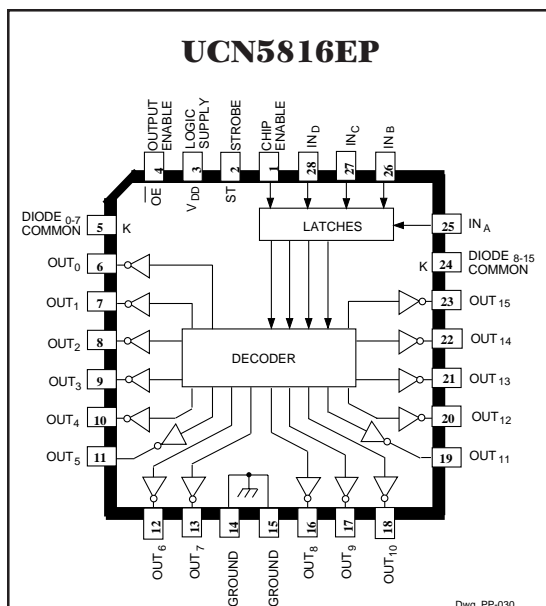 UCN5816EP
OUTPUT ENABLE
LOGIC SUPPLY
STROBE
CHIP ENABLE
IND
INC
INB
4
3
2
1
28
27
26
OE
VDD
ST
DIODE 0-7 COMMON
5
K
LATCHES
25
INA
OUT0
6
K
24
DIODE 8-15 COMMON
OUT1
7
23
OUT15
OUT2
8
DECODER
22
OUT14
OUT3
9
21
OUT13
OUT4
10
20
OUT12
OUT5
11
19
OUT11
12
13
14
15
16
17
18
OUT6
OUT7
GROUND
GROUND
OUT8
OUT9
OUT10
Dwg. PP-030